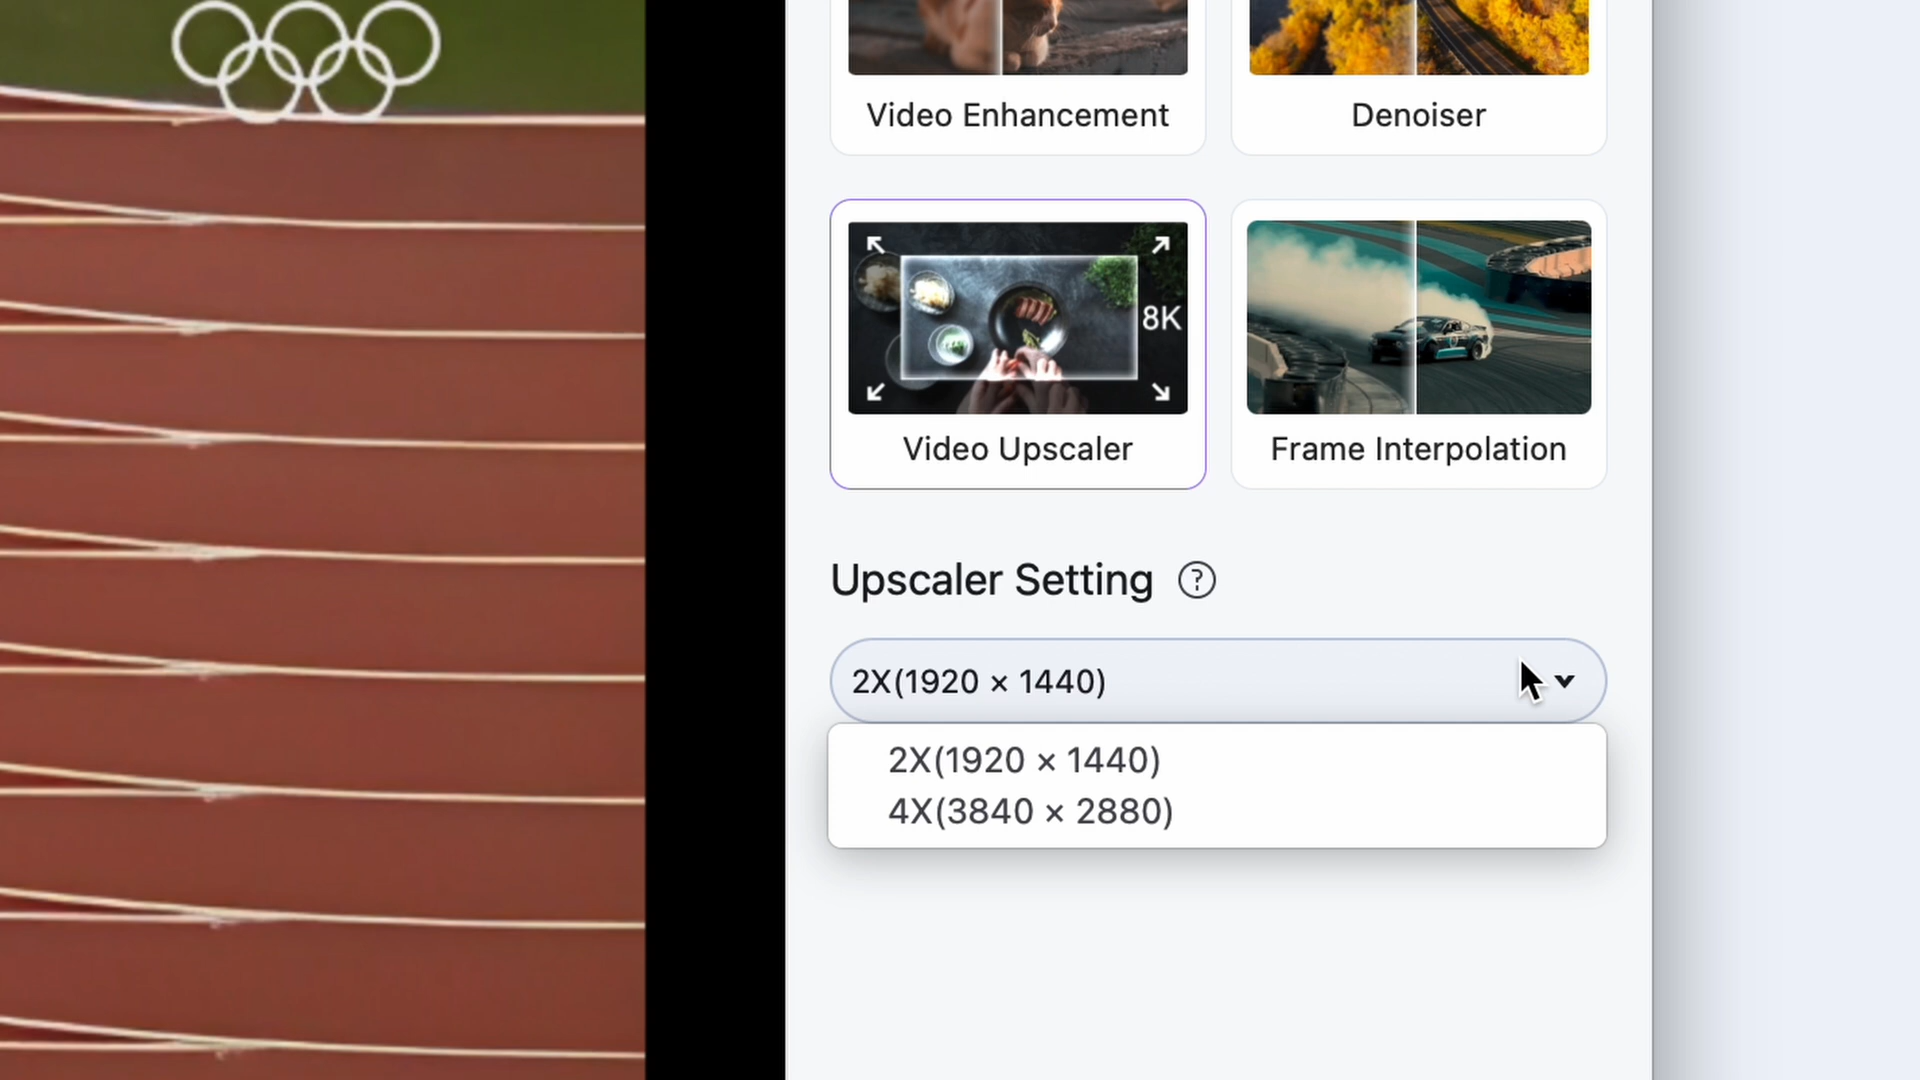 Video Enhancement
Denoiser
8K
Video Upscaler
Frame Interpolation
Upscaler Setting ?
2X(1920 × 1440)
2X(1920 × 1440)
4X(3840 × 2880)